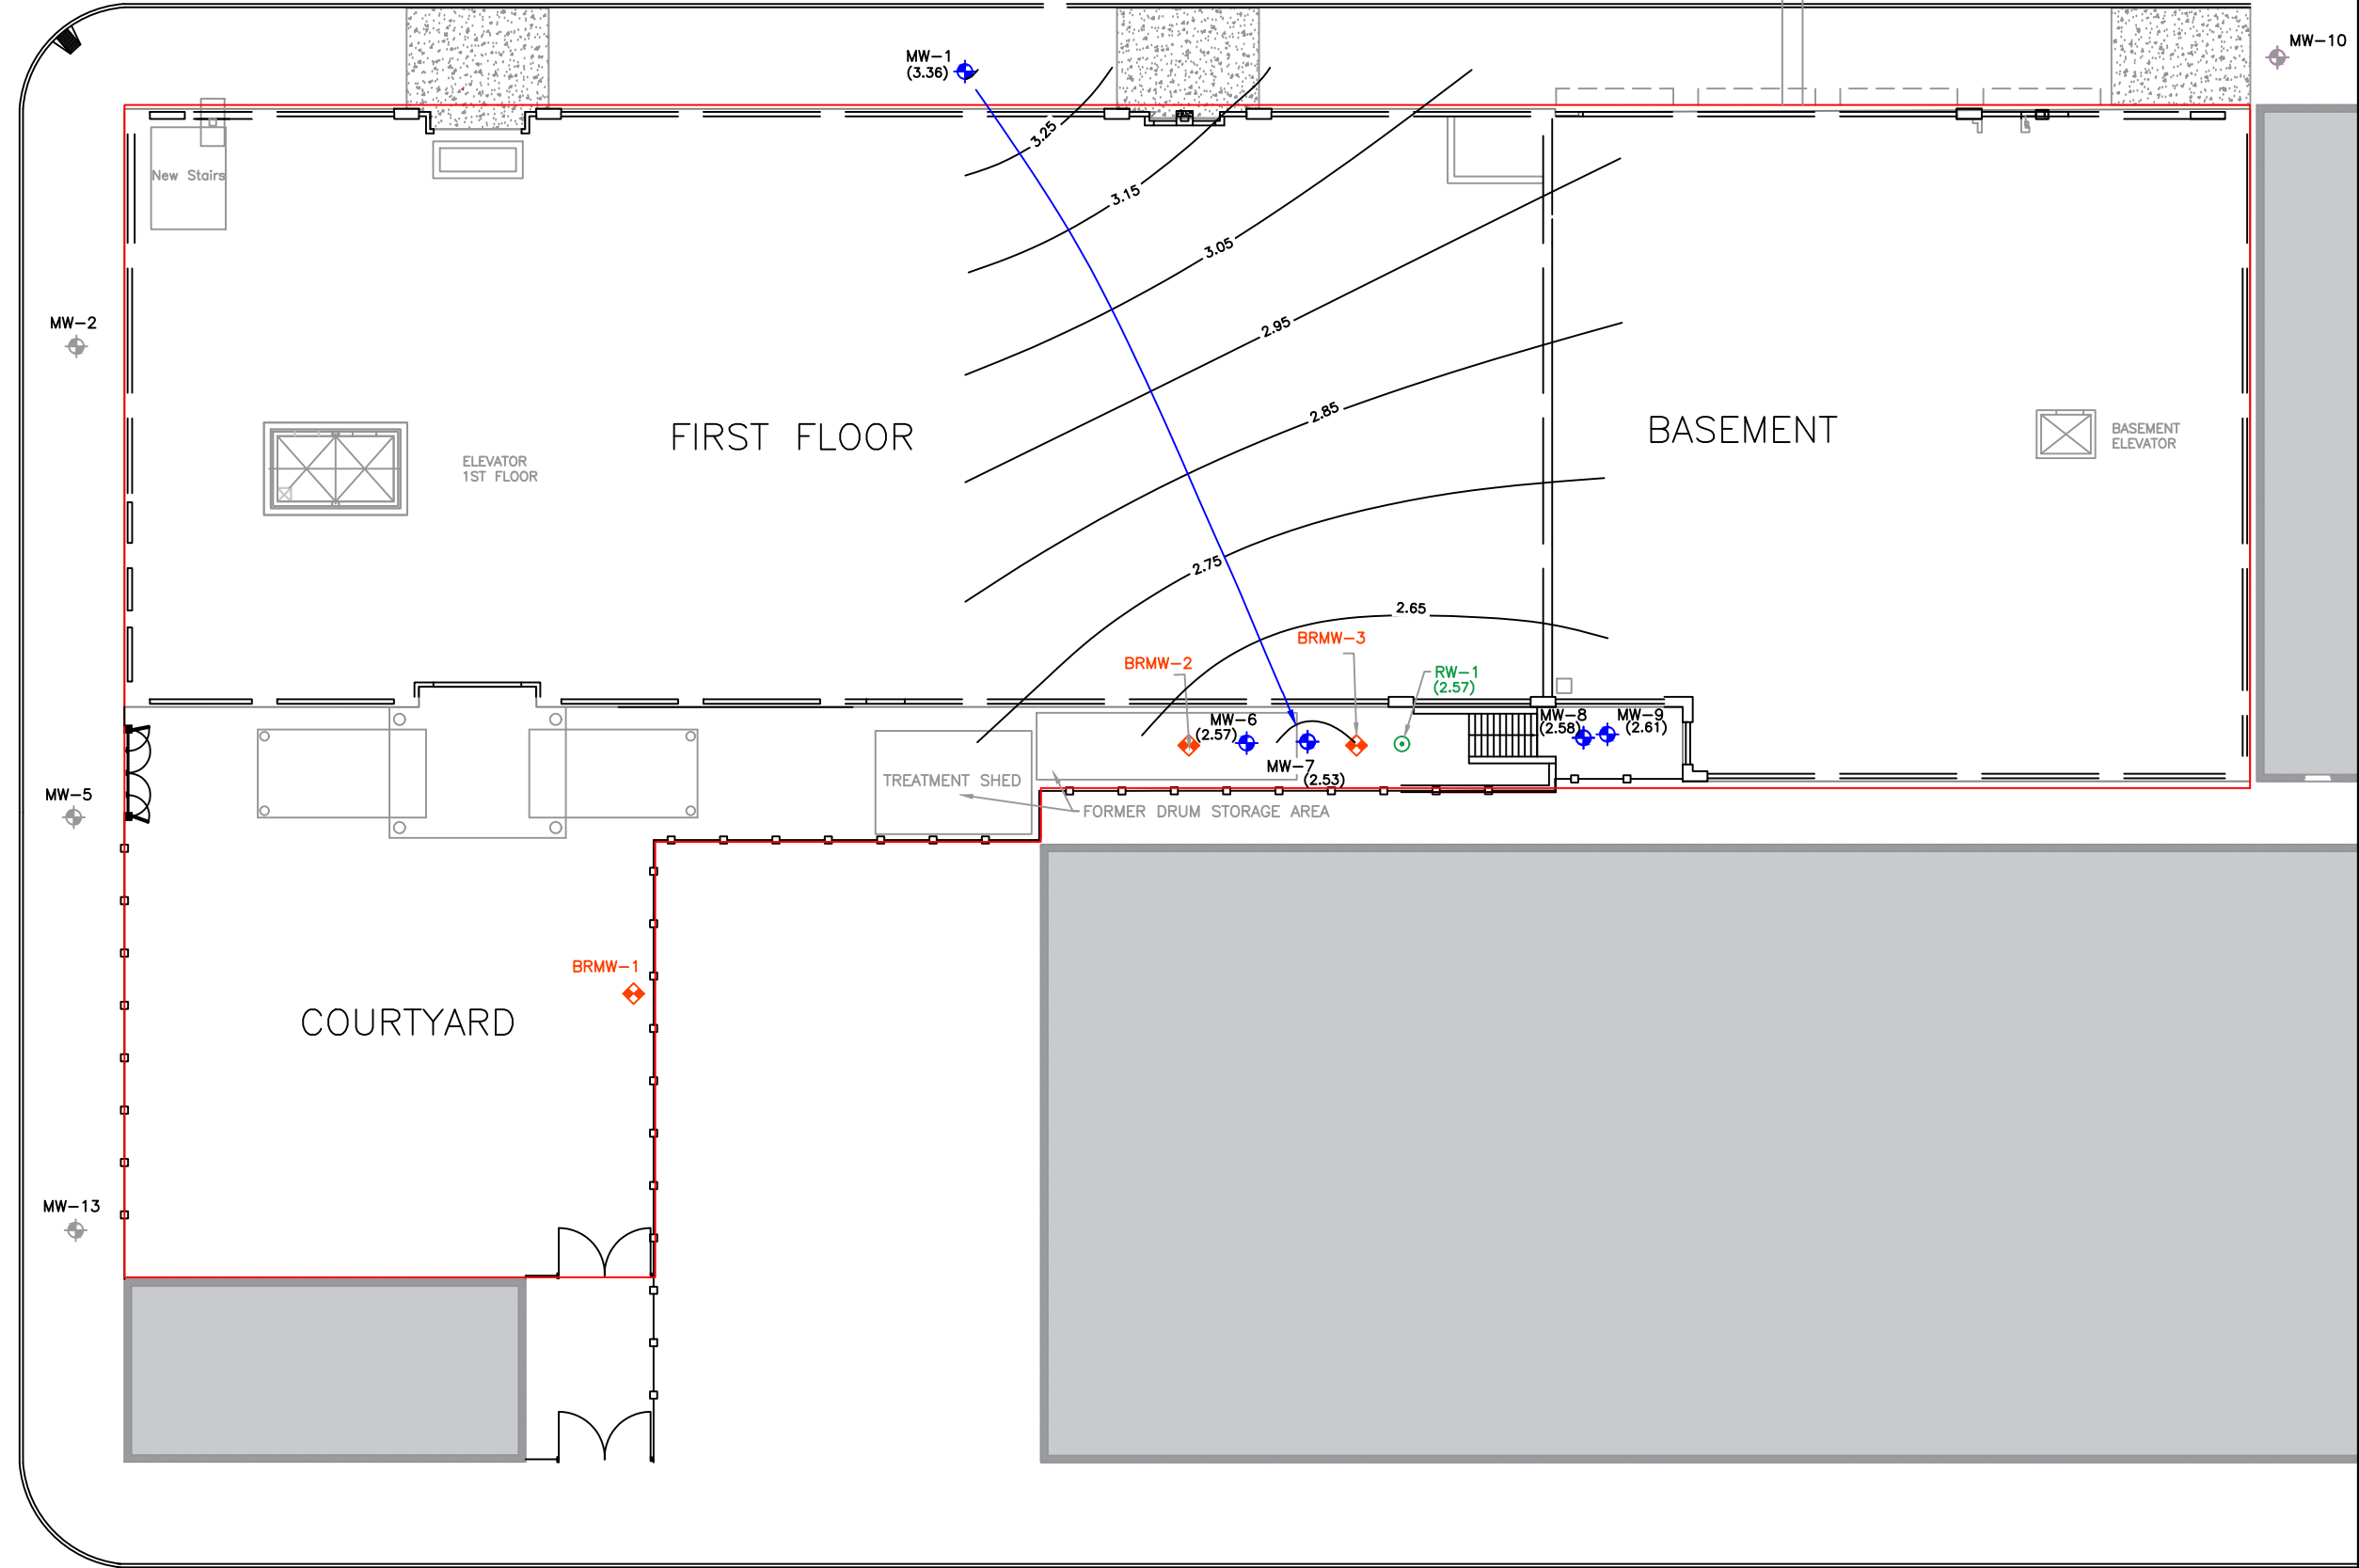 MW-10
MW-1
(3.36)
3.25
New Stairs
3.15
3.05
MW-2
2.95
2.85
FIRST FLOOR
BASEMENT
BASEMENT
ELEVATOR
ELEVATOR
1ST FLOOR
2.75
2.65
BRMW-3
BRMW-2
RW-1
(2.57)
MW-6
(2.57)
MW-8
(2.58)
MW-9
(2.61)
MW-7
(2.53)
TREATMENT SHED
MW-5
FORMER DRUM STORAGE AREA
BRMW-1
COURTYARD
MW-13